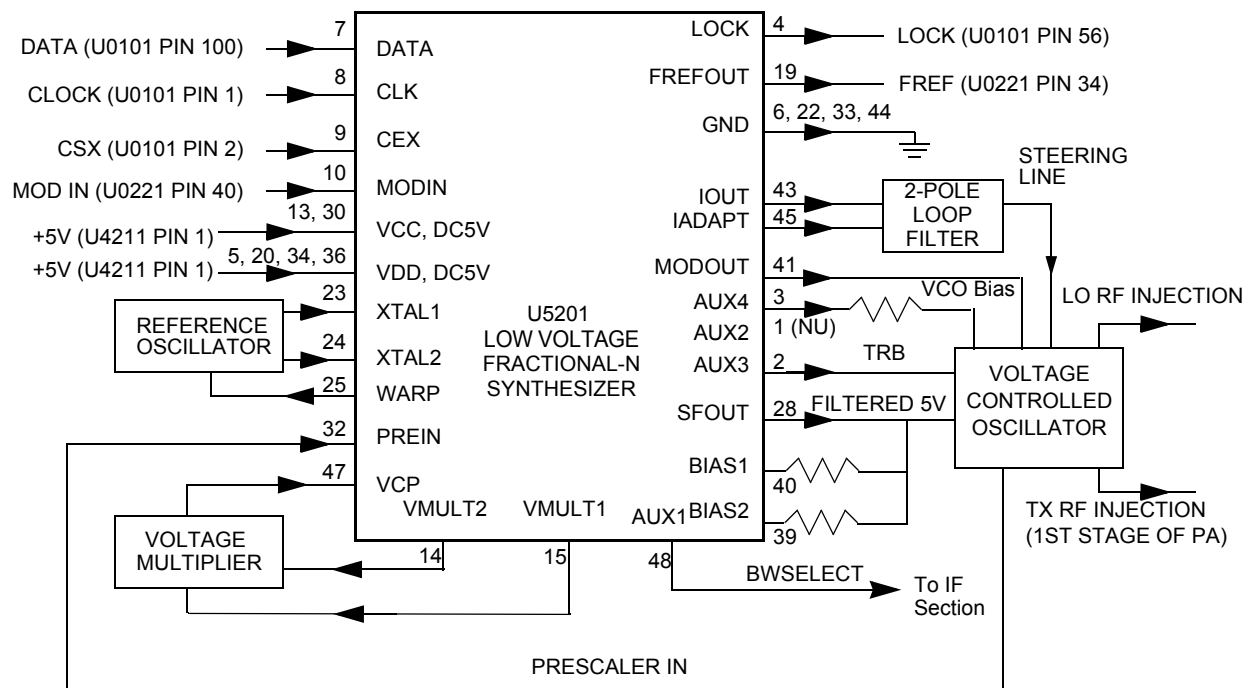 DATA (U0101 PIN 100)
7
DATA
CLOCK (U0101 PIN 1)
8
CLK
CSX (U0101 PIN 2)
9
CEX
MOD IN (U0221 PIN 40)
10
MODIN
+5V (U4211 PIN 1)
13, 30
VCC, DC5V
+5V (U4211 PIN 1)
5, 20, 34, 36
VDD, DC5V
REFERENCE
OSCILLATOR
23
XTAL1
24
XTAL2
25
WARP
32
PREIN
47
VCP
VOLTAGE
MULTIPLIER
VMULT2
14
VMULT1
15
U5201
LOW VOLTAGE
FRACTIONAL-N
SYNTHESIZER
LOCK
4
LOCK (U0101 PIN 56)
FREFOUT
19
FREF (U0221 PIN 34)
GND
6, 22, 33, 44
IOUT
43
IADAPT
45
2-POLE
LOOP
FILTER
STEERING
LINE
MODOUT
41
AUX4
3
VCO Bias
AUX2
1 (NU)
AUX3
2
TRB
SFOUT
28
FILTERED 5V
BIAS1
40
BIAS2
39
AUX1
48
BWSELECT
To IF
Section
VOLTAGE
CONTROLLED
OSCILLATOR
LO RF INJECTION
TX RF INJECTION
(1ST STAGE OF PA)
PRESCALER IN